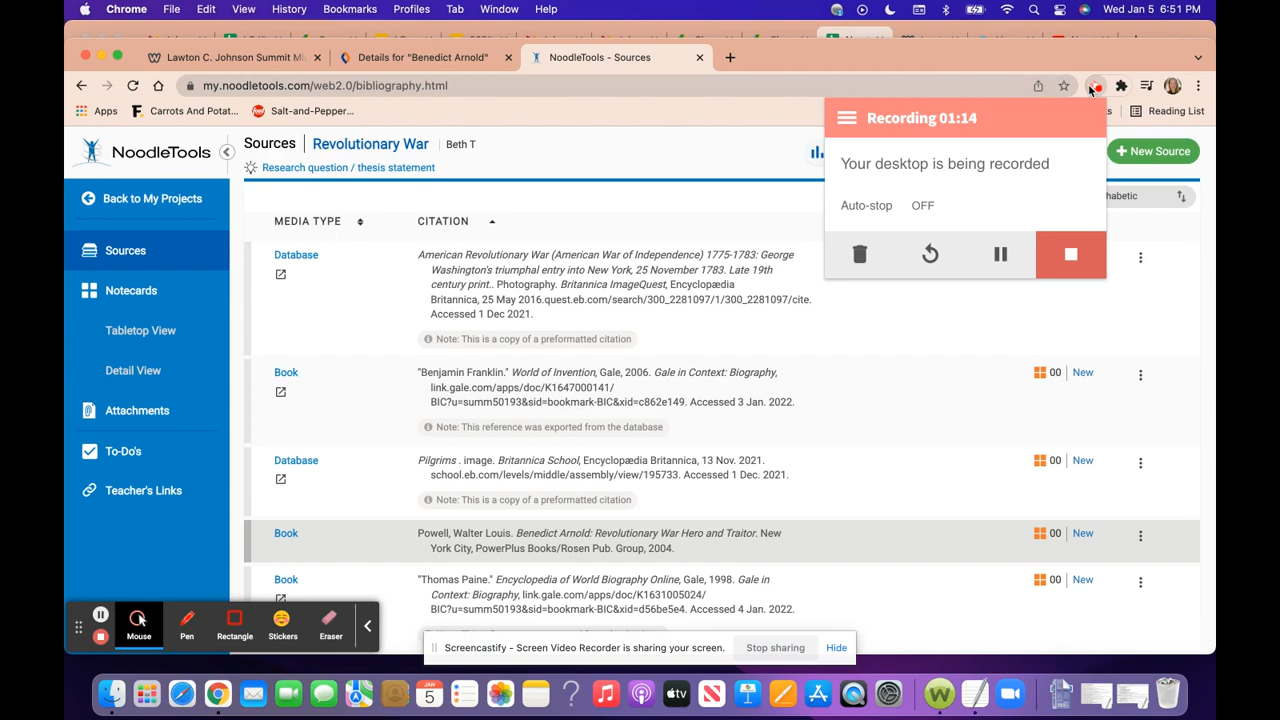 Chrome File Edit View History Bookmarks Profiles Tab Window Help Wed Jan 5 6:51 PM
Lawton C. Johnson Summit Mi Details for "Benedict Arnold" NoodleTools - Sources
my.noodletools.com/web2.0/bibliography.html
Apps Carrots And Potat... Salt-and-Pepper... Reading List
Recording 01:14
NoodleTools
Sources Revolutionary War Beth T
New Source
Research question / thesis statement
Your desktop is being recorded
Auto-stop OFF
habetic
Back to My Projects
Sources
Notecards
Tabletop View
Detail View
Attachments
To-Do's
Teacher's Links
MEDIA TYPE CITATION
Database
American Revolutionary War (American War of Independence) 1775-1783: George
Washington's triumphal entry into New York, 25 November 1783. Late 19th
century print.. Photography. Britannica ImageQuest, Encyclopædia
Britannica, 25 May 2016.quest.eb.com/search/300_2281097/1/300_2281097/cite.
Accessed 1 Dec 2021.
Note: This is a copy of a preformatted citation
Book
"Benjamin Franklin." World of Invention, Gale, 2006. Gale in Context: Biography,
link.gale.com/apps/doc/K1647000141/
BIC?u=summ50193&sid=bookmark-BIC&xid=c862e149. Accessed 3 Jan. 2022.
00 New
Note: This reference was exported from the database
Database
Pilgrims . image. Britannica School, Encyclopædia Britannica, 13 Nov. 2021.
school.eb.com/levels/middle/assembly/view/195733. Accessed 1 Dec. 2021.
00 New
Note: This is a copy of a preformatted citation
Book
Powell, Walter Louis. Benedict Arnold: Revolutionary War Hero and Traitor. New
York City, PowerPlus Books/Rosen Pub. Group, 2004.
00 New
Book
"Thomas Paine." Encyclopedia of World Biography Online, Gale, 1998. Gale in
Context: Biography, link.gale.com/apps/doc/K1631005024/
BIC?u=summ50193&sid=bookmark-BIC&xid=d56be5e4. Accessed 4 Jan. 2022.
00 New
Mouse Pen Rectangle Stickers Eraser
Screencastify - Screen Video Recorder is sharing your screen. Stop sharing Hide
JAN
5